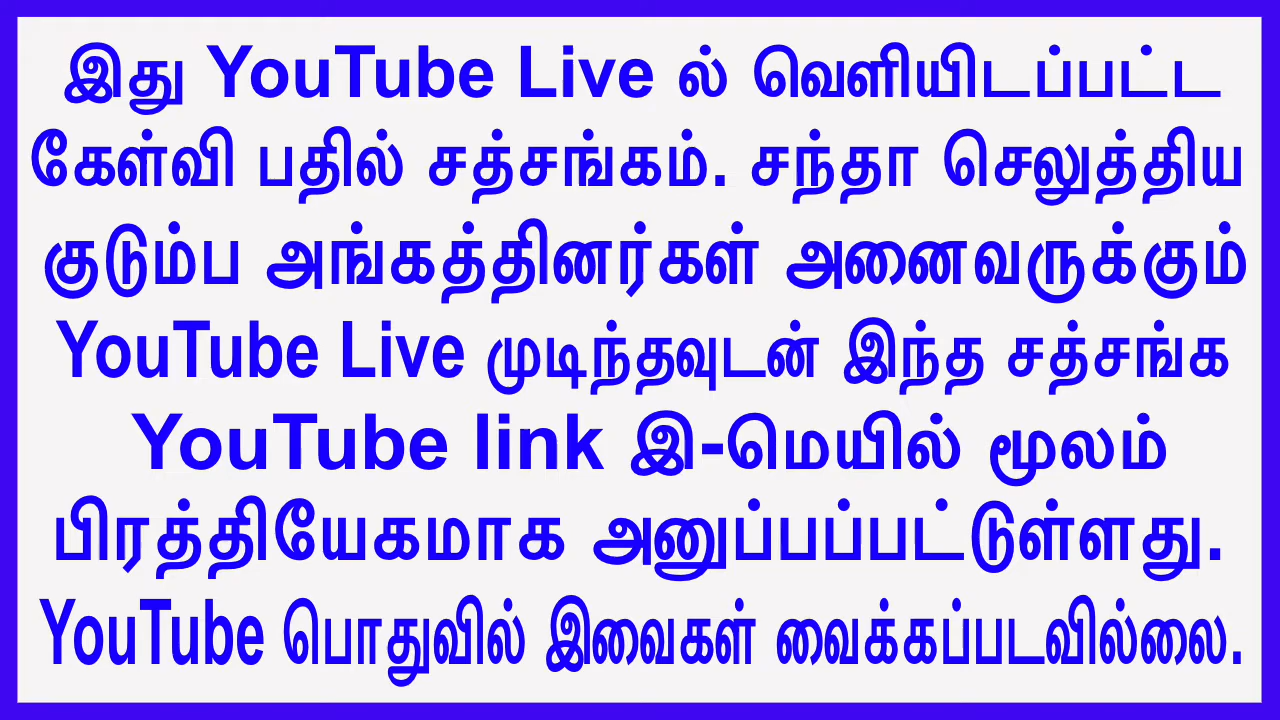 இது YouTube Live ல் வெளியிடப்பட்ட
கேள்வி பதில் சத்சங்கம். சந்தா செலுத்திய
குடும்ப அங்கத்தினர்கள் அனைவருக்கும்
YouTube Live முடிந்தவுடன் இந்த சத்சங்க
YouTube link இ-மெயில் மூலம்
பிரத்தியேகமாக அனுப்பப்பட்டுள்ளது.
YouTube பொதுவில் இவைகள் வைக்கப்படவில்லை.